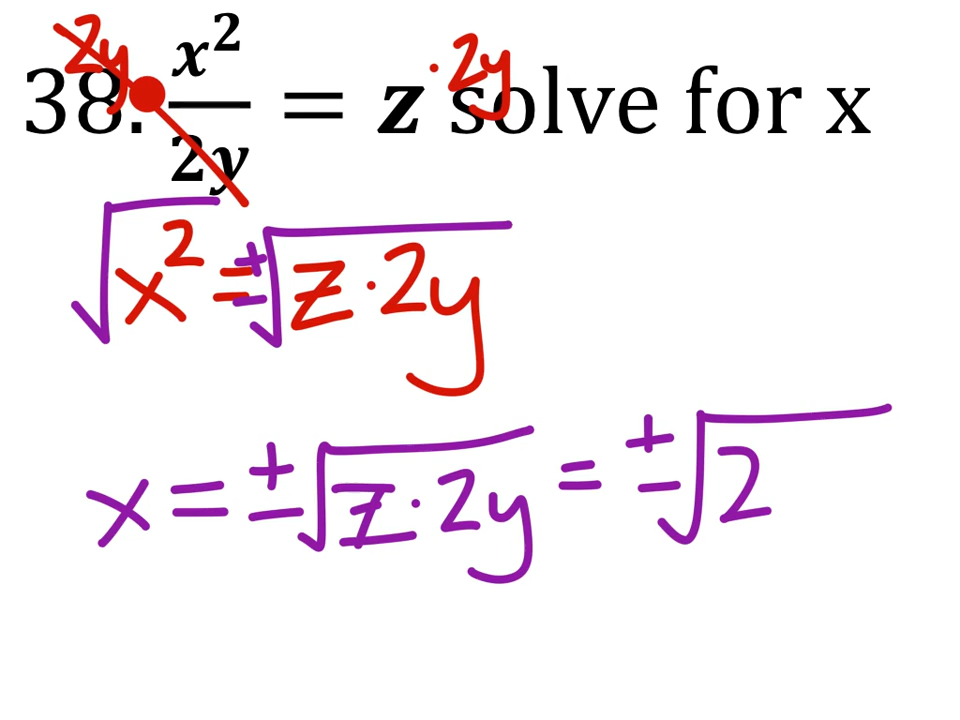 2y · 2y
38. x²/2y = z solve for x
√x² = ±√z · 2y
x = ±√z · 2y = ±√2